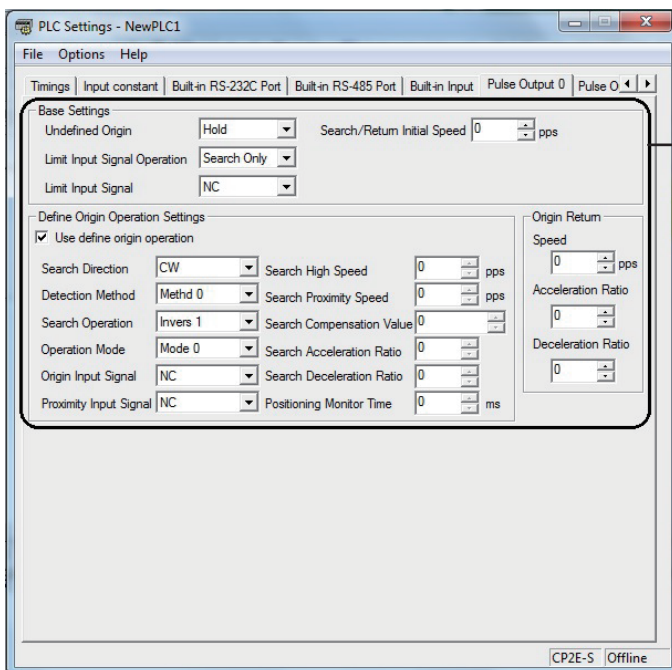 PLC Settings - NewPLC1
File Options Help
Timings Input constant Built-in RS-232C Port Built-in RS-485 Port Built-in Input Pulse Output 0 Pulse O
Base Settings
Undefined Origin Hold Search/Return Initial Speed 0 pps
Limit Input Signal Operation Search Only
Limit Input Signal NC
Define Origin Operation Settings
Use define origin operation
Search Direction CW Search High Speed 0 pps
Detection Method Methd 0 Search Proximity Speed 0 pps
Search Operation Invers 1 Search Compensation Value 0
Operation Mode Mode 0 Search Acceleration Ratio 0
Origin Input Signal NC Search Deceleration Ratio 0
Proximity Input Signal NC Positioning Monitor Time 0 ms
Origin Return
Speed
0 pps
Acceleration Ratio
0
Deceleration Ratio
0
CP2E-S Offline